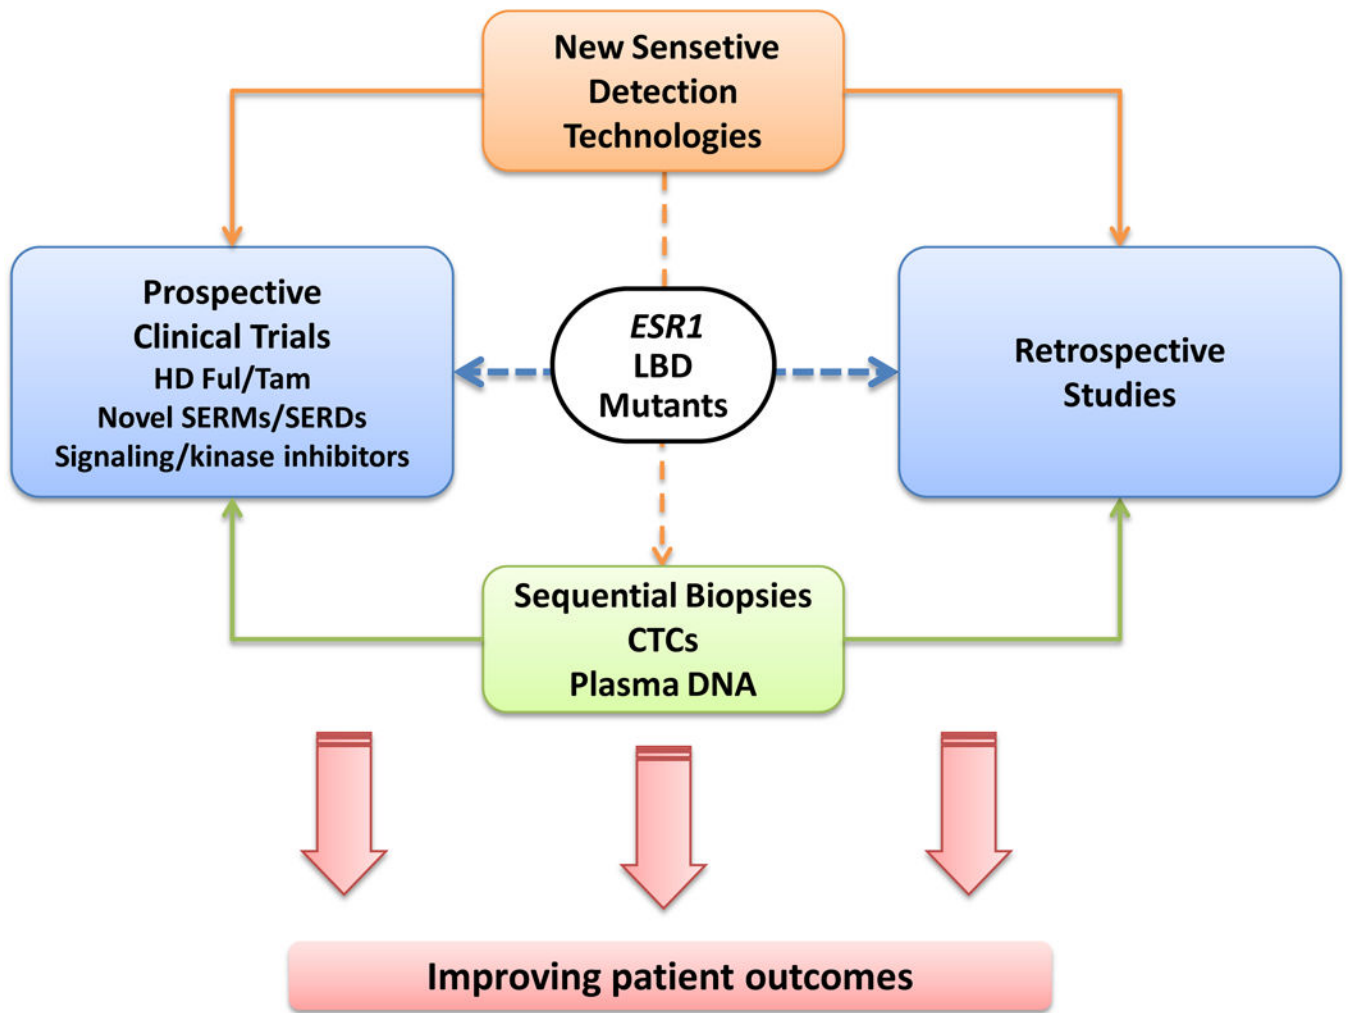 New Sensetive
Detection
Technologies
Prospective
Clinical Trials
HD Ful/Tam
Novel SERMs/SERDs
Signaling/kinase inhibitors
ESR1
LBD
Mutants
Retrospective
Studies
Sequential Biopsies
CTCs
Plasma DNA
Improving patient outcomes